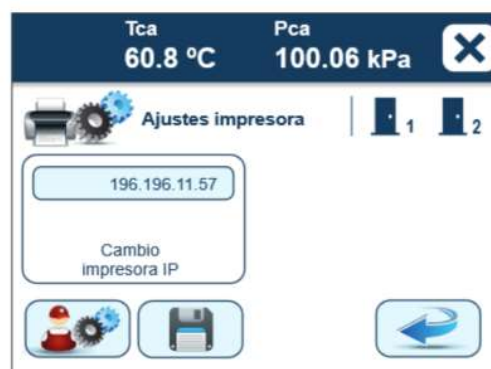 Tca Pca
60.8 ºC 100.06 kPa
Ajustes impresora 1 2
196.196.11.57
Cambio
impresora IP